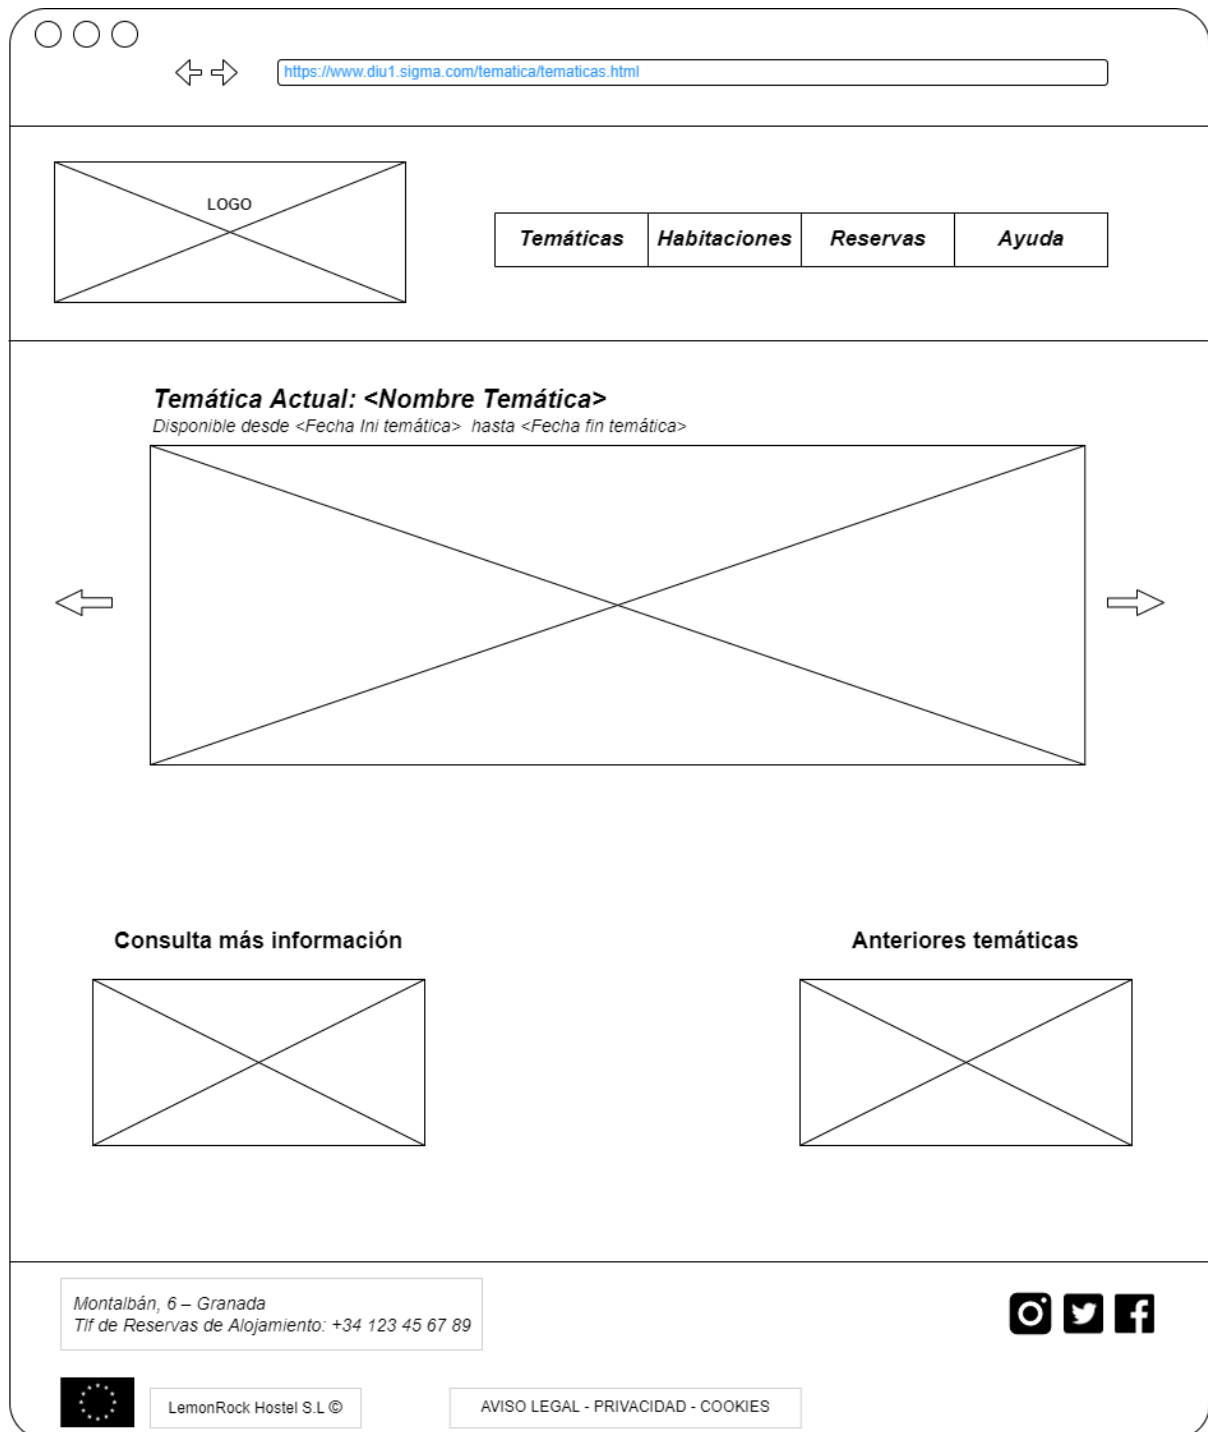 https://www.diu1.sigma.com/tematica/tematicas.html
LOGO
Temáticas
Habitaciones
Reservas
Ayuda
Temática Actual: <Nombre Temática>
Disponible desde <Fecha Ini temática> hasta <Fecha fin temática>
Consulta más información
Anteriores temáticas
Montalbán, 6 – Granada
Tlf de Reservas de Alojamiento: +34 123 45 67 89
LemonRock Hostel S.L ©
AVISO LEGAL - PRIVACIDAD - COOKIES